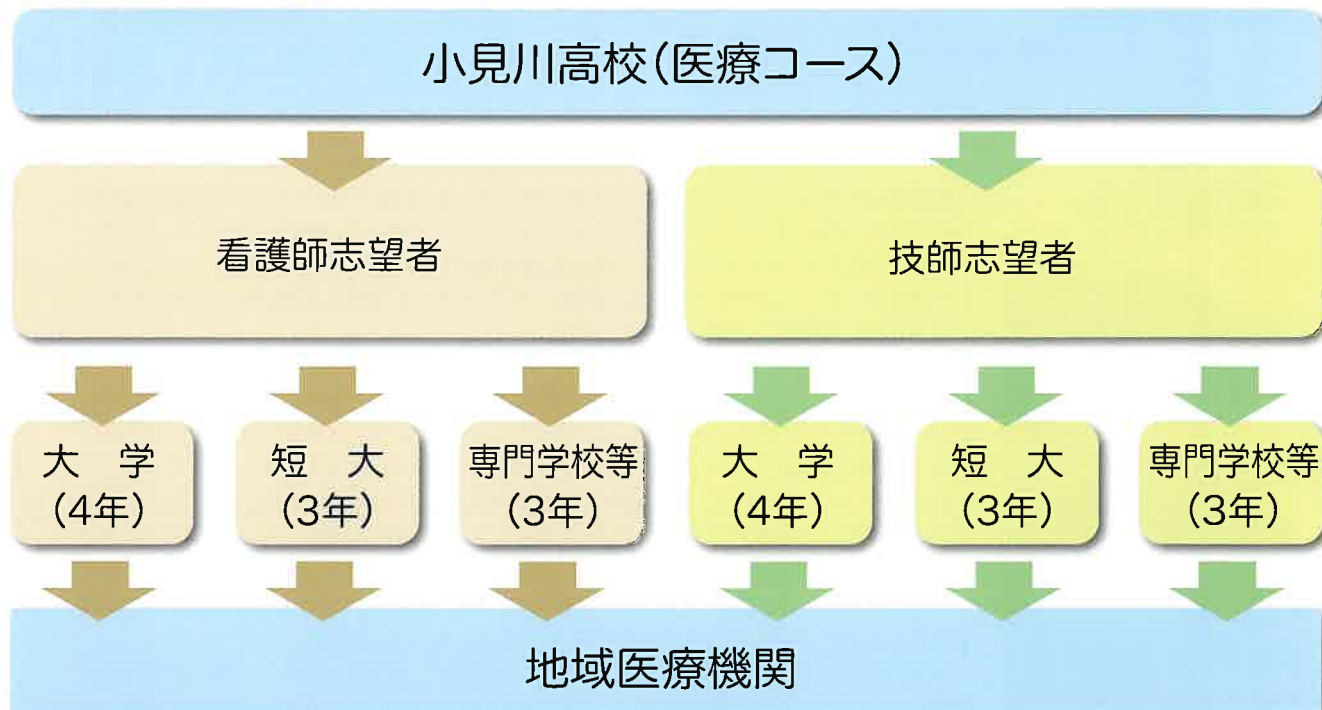 小見川高校(医療コース)
看護師志望者
技師志望者
大 学
(4年)
短 大
(3年)
専門学校等
(3年)
大 学
(4年)
短 大
(3年)
専門学校等
(3年)
地域医療機関